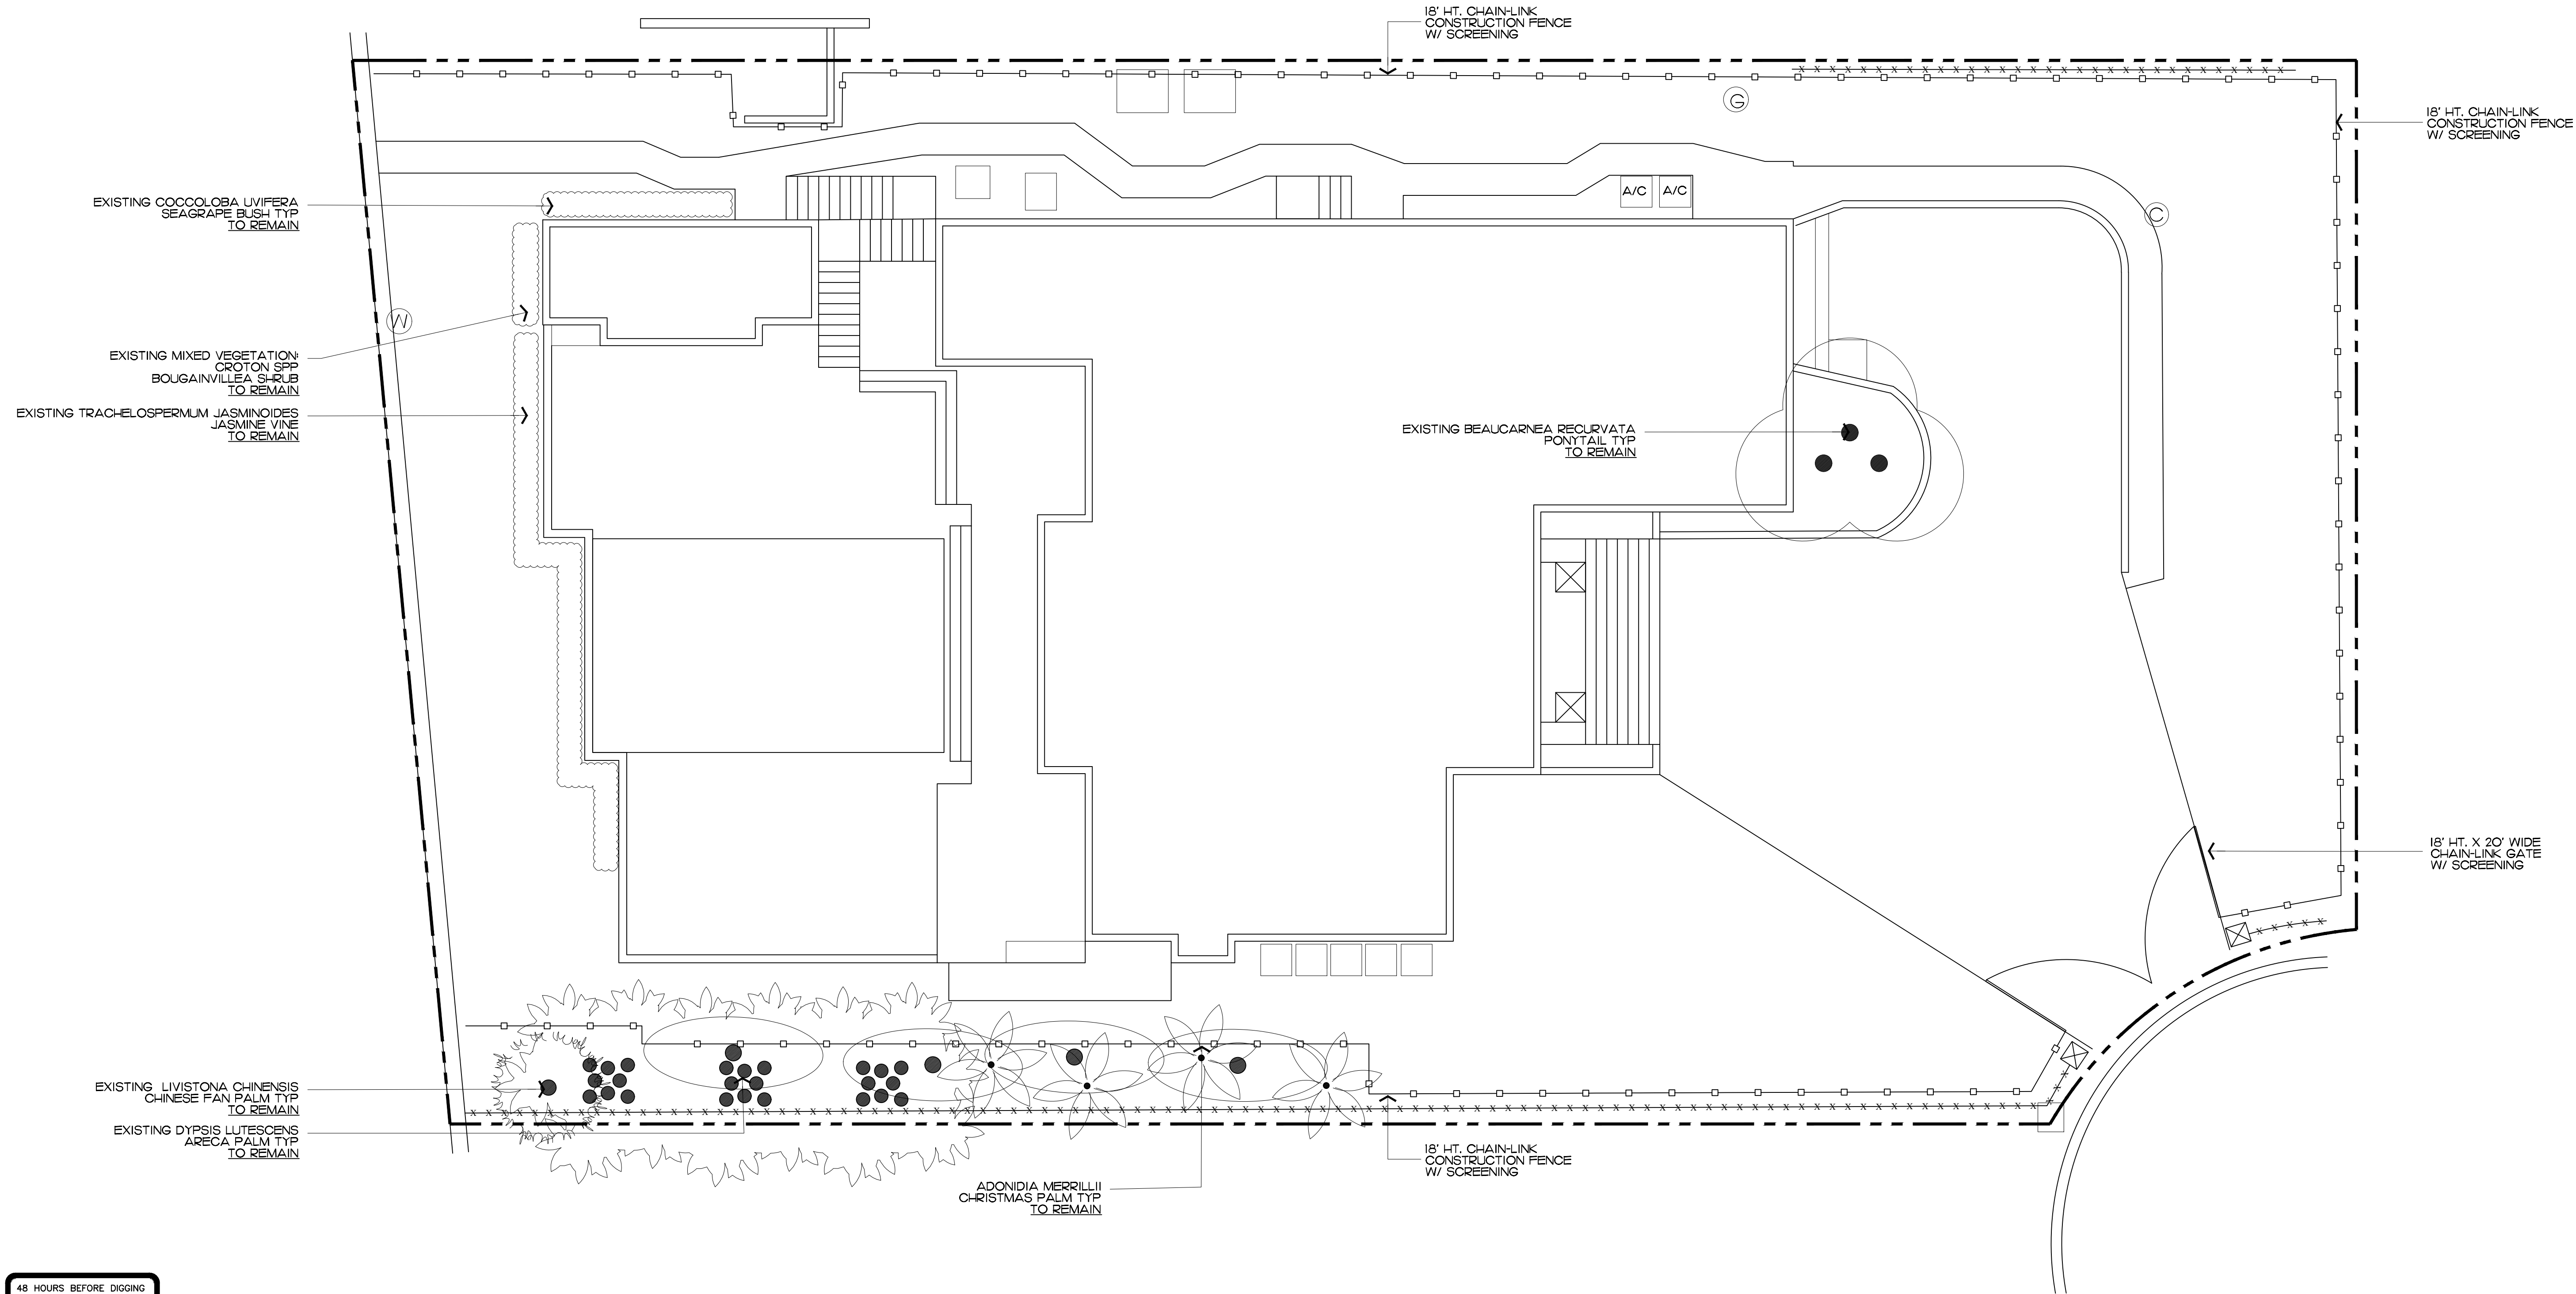 18' HT. CHAIN-LINK
CONSTRUCTION FENCE
W/ SCREENING
G
18' HT. CHAIN-LINK
CONSTRUCTION FENCE
W/ SCREENING
A/C
A/C
C
EXISTING COCCOLOBA UVIFERA
SEAGRAPE BUSH TYP
TO REMAIN
W
EXISTING MIXED VEGETATION:
CROTON SPP
BOUGAINVILLEA SHRUB
TO REMAIN
EXISTING TRACHELOSPERMUM JASMINOIDES
JASMINE VINE
TO REMAIN
EXISTING BEAUCARNEA RECURVATA
PONYTAIL TYP
TO REMAIN
18' HT. X 20' WIDE
CHAIN-LINK GATE
W/ SCREENING
EXISTING LIVISTONA CHINENSIS
CHINESE FAN PALM TYP
TO REMAIN
EXISTING DYPSIS LUTESCENS
ARECA PALM TYP
TO REMAIN
18' HT. CHAIN-LINK
CONSTRUCTION FENCE
W/ SCREENING
ADONIDIA MERRILLII
CHRISTMAS PALM TYP
TO REMAIN
48 HOURS BEFORE DIGGING